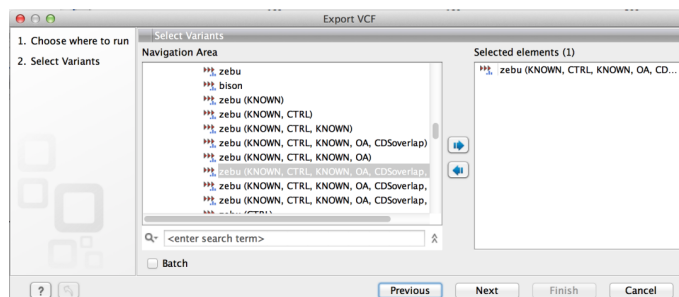 Export VCF
1. Choose where to run
2. Select Variants
Select Variants
Navigation Area
zebu
bison
zebu (KNOWN)
zebu (KNOWN, CTRL)
zebu (KNOWN, CTRL, KNOWN)
zebu (KNOWN, CTRL, KNOWN, OA, CDSoverlap)
zebu (KNOWN, CTRL, KNOWN, OA)
zebu (KNOWN, CTRL, KNOWN, OA, CDSoverlap,
zebu (KNOWN, CTRL, KNOWN, OA, CDSoverlap,
zebu (KNOWN, CTRL, KNOWN, OA, CDSoverlap,
zebu (CTRL)
<enter search term>
Batch
Selected elements (1)
zebu (KNOWN, CTRL, KNOWN, OA, CD...
?
Previous
Next
Finish
Cancel